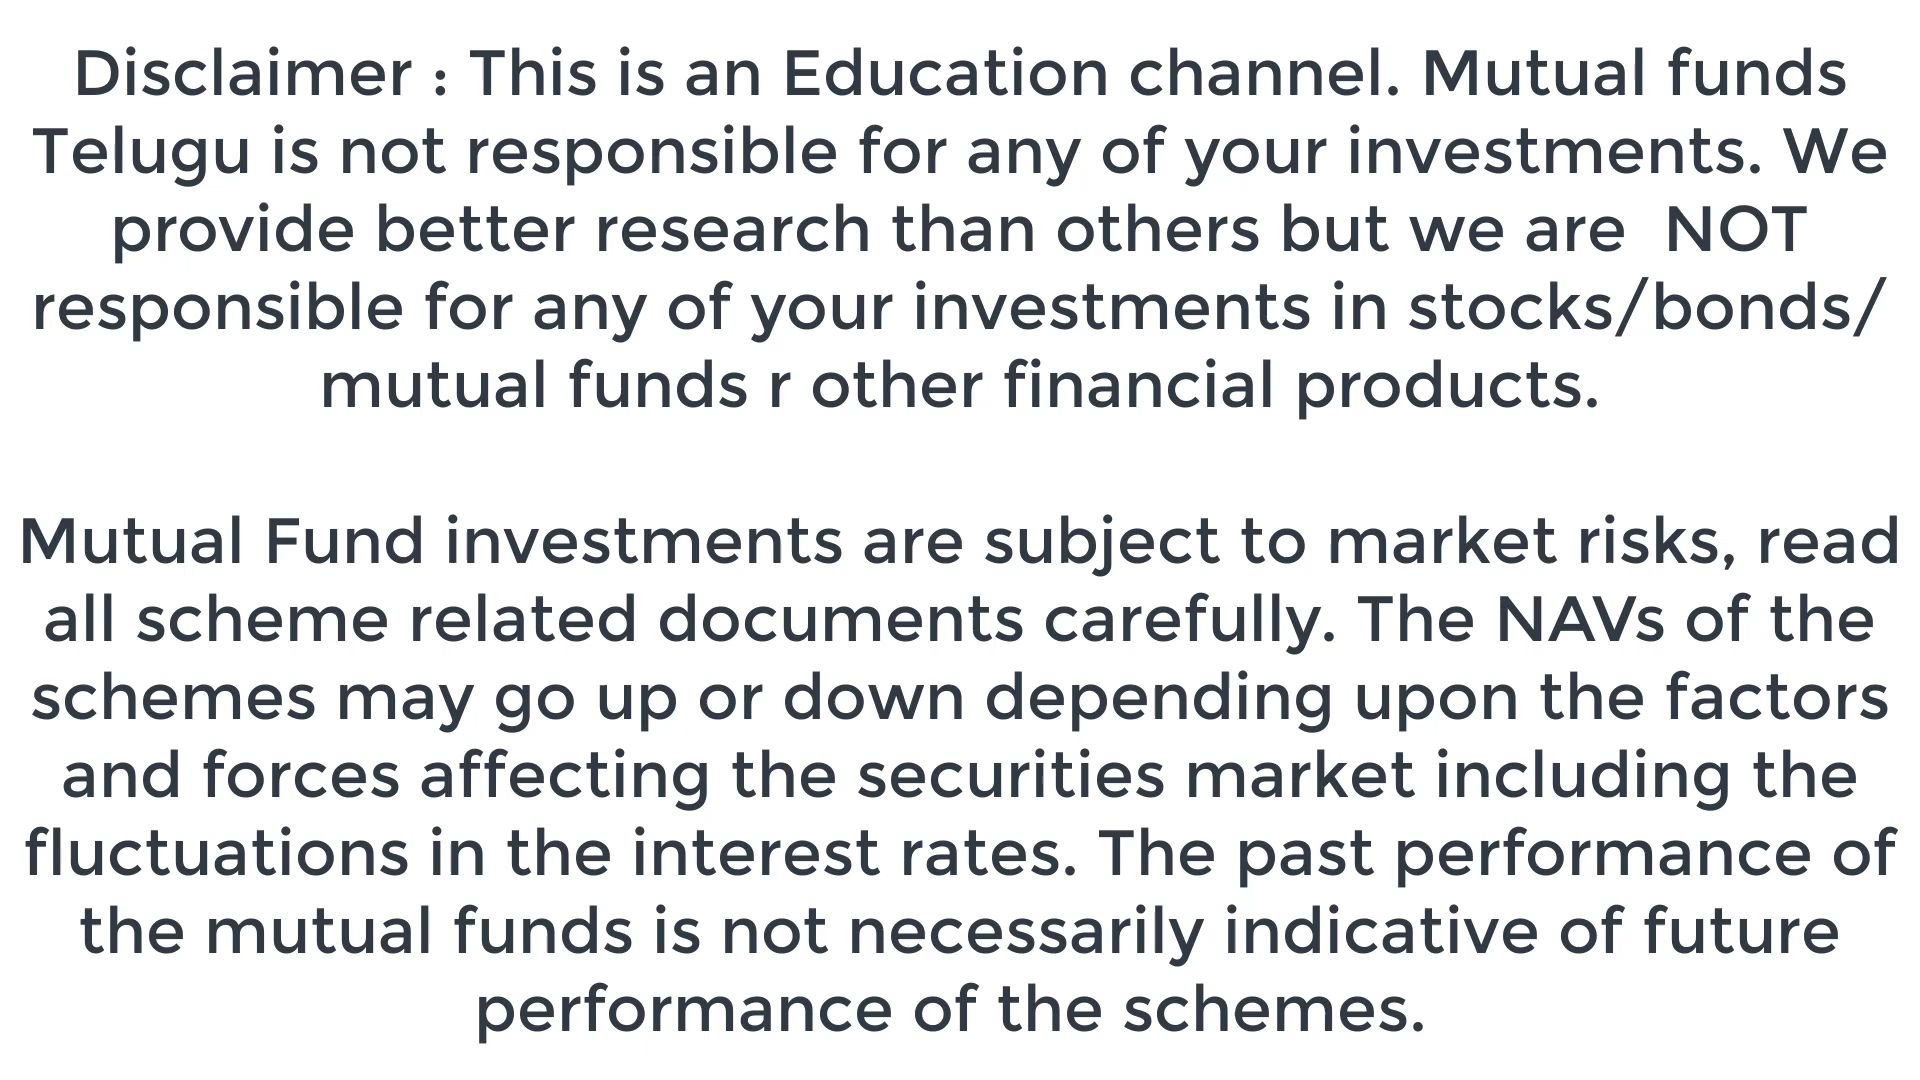 Disclaimer : This is an Education channel. Mutual funds
Telugu is not responsible for any of your investments. We
provide better research than others but we are  NOT
responsible for any of your investments in stocks/bonds/
mutual funds r other financial products.
Mutual Fund investments are subject to market risks, read
all scheme related documents carefully. The NAVs of the
schemes may go up or down depending upon the factors
and forces affecting the securities market including the
fluctuations in the interest rates. The past performance of
the mutual funds is not necessarily indicative of future
performance of the schemes.